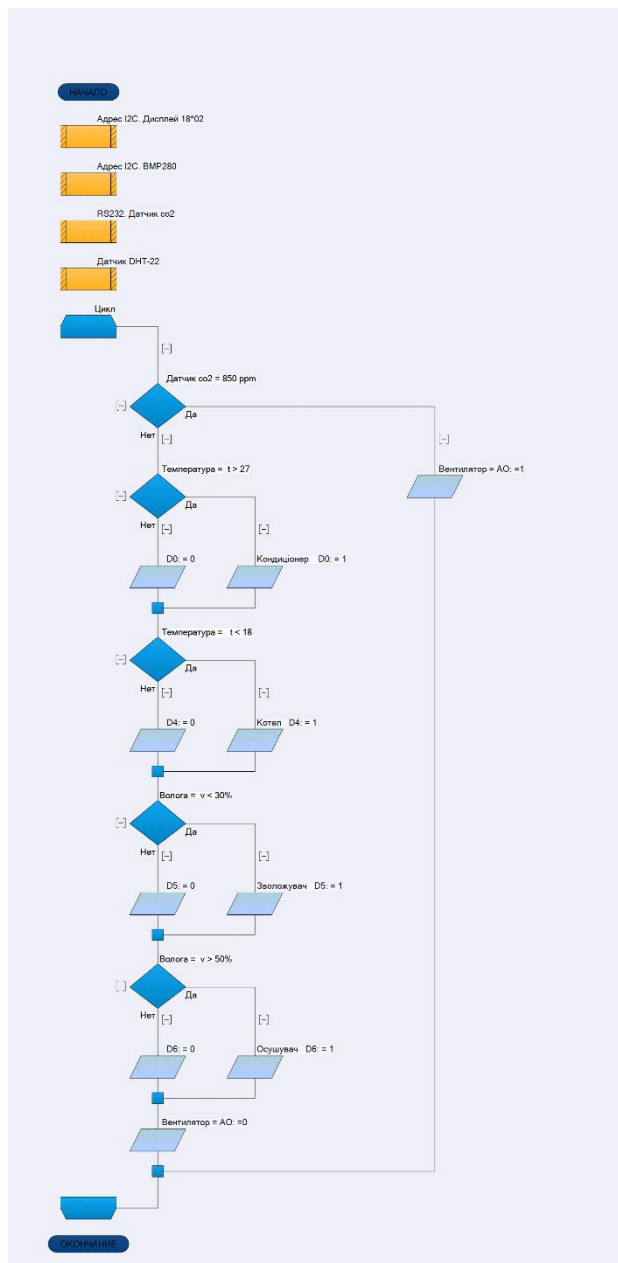 НАЧАЛО
Адрес I2C. Дисплей 18*02
Адрес I2C. BMP280
RS232. Датчик co2
Датчик DHT-22
Цикл
[–]
Датчик co2 = 850 ppm
[–]
Да
Нет
[–]
[–]
Температура = t > 27
Вентилятор = АО: =1
[–]
Да
Нет
[–]
[–]
D0: = 0
Кондиціонер D0: = 1
Температура = t < 18
[–]
Да
Нет
[–]
[–]
D4: = 0
Котел D4: = 1
Волога = v < 30%
[–]
Да
Нет
[–]
[–]
D5: = 0
Зволожувач D5: = 1
Волога = v > 50%
[–]
Да
Нет
[–]
[–]
D6: = 0
Осушувач D6: = 1
Вентилятор = АО: =0
ОКОНЧАНИЕ